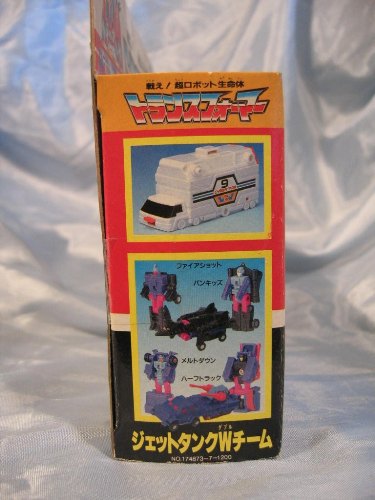 戦え! 超ロボット生命体
トランスフォーマー
9
ファイアショット
バンキッズ
メルトダウン
ハーフトラック
ダブル
ジェットタンクWチーム
NO.174873-7-1200